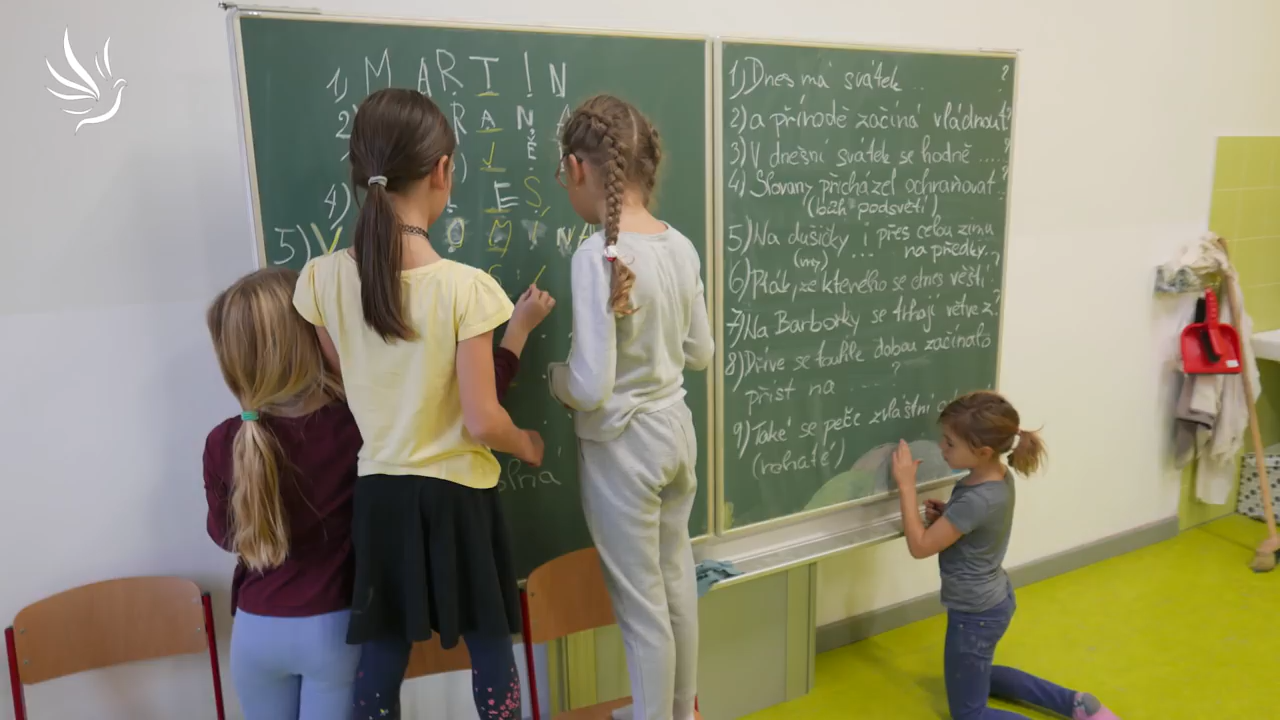 1) M A R T I N
2) R A N A
Ě
4) L E Š
5) V O M I N
olná
1) Dnes má svátek .. ?
2) a přírodě začíná vládnout?
3) V dnešní svátek se hodně ....?
4) Slovany přicházel ochraňovat..?
(bůh podsvětí)
5) Na dušičky ... i přes celou zimu
(vzp) na předky..
6) Pták, ze kterého se dnes věští?
7) Na Barborky se trhají větve z?
8) Dříve se touhle dobou začínalo
příst na .... ?
9) Také se peče zvláštní
(rohaté)